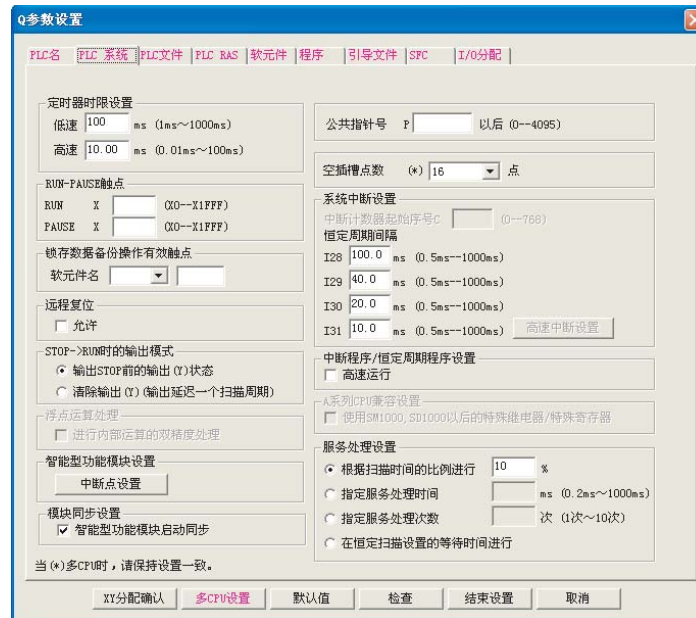 Q参数设置
PLC名 PLC 系统 PLC文件 PLC RAS 软元件 程序 引导文件 SFC I/O分配
定时器时限设置
低速 100 ms (1ms～1000ms)
高速 10.00 ms (0.01ms～100ms)
RUN-PAUSE触点
RUN X (X0--X1FFF)
PAUSE X (X0--X1FFF)
锁存数据备份操作有效触点
软元件名
远程复位
允许
STOP->RUN时的输出模式
输出STOP前的输出(Y)状态
清除输出(Y)(输出延迟一个扫描周期)
浮点运算处理
进行内部运算的双精度处理
智能型功能模块设置
中断点设置
模块同步设置
智能型功能模块启动同步
当(*)多CPU时，请保持设置一致。
公共指针号 P 以后 (0--4095)
空插槽点数 (*) 16 点
系统中断设置
中断计数器起始序号C (0--768)
恒定周期间隔
I28 100.0 ms (0.5ms--1000ms)
I29 40.0 ms (0.5ms--1000ms)
I30 20.0 ms (0.5ms--1000ms)
I31 10.0 ms (0.5ms--1000ms) 高速中断设置
中断程序/恒定周期程序设置
高速运行
A系列CPU兼容设置
使用SM1000,SD1000以后的特殊继电器/特殊寄存器
服务处理设置
根据扫描时间的比例进行 10 %
指定服务处理时间 ms (0.2ms～1000ms)
指定服务处理次数 次 (1次～10次)
在恒定扫描设置的等待时间进行
XY分配确认 多CPU设置 默认值 检查 结束设置 取消